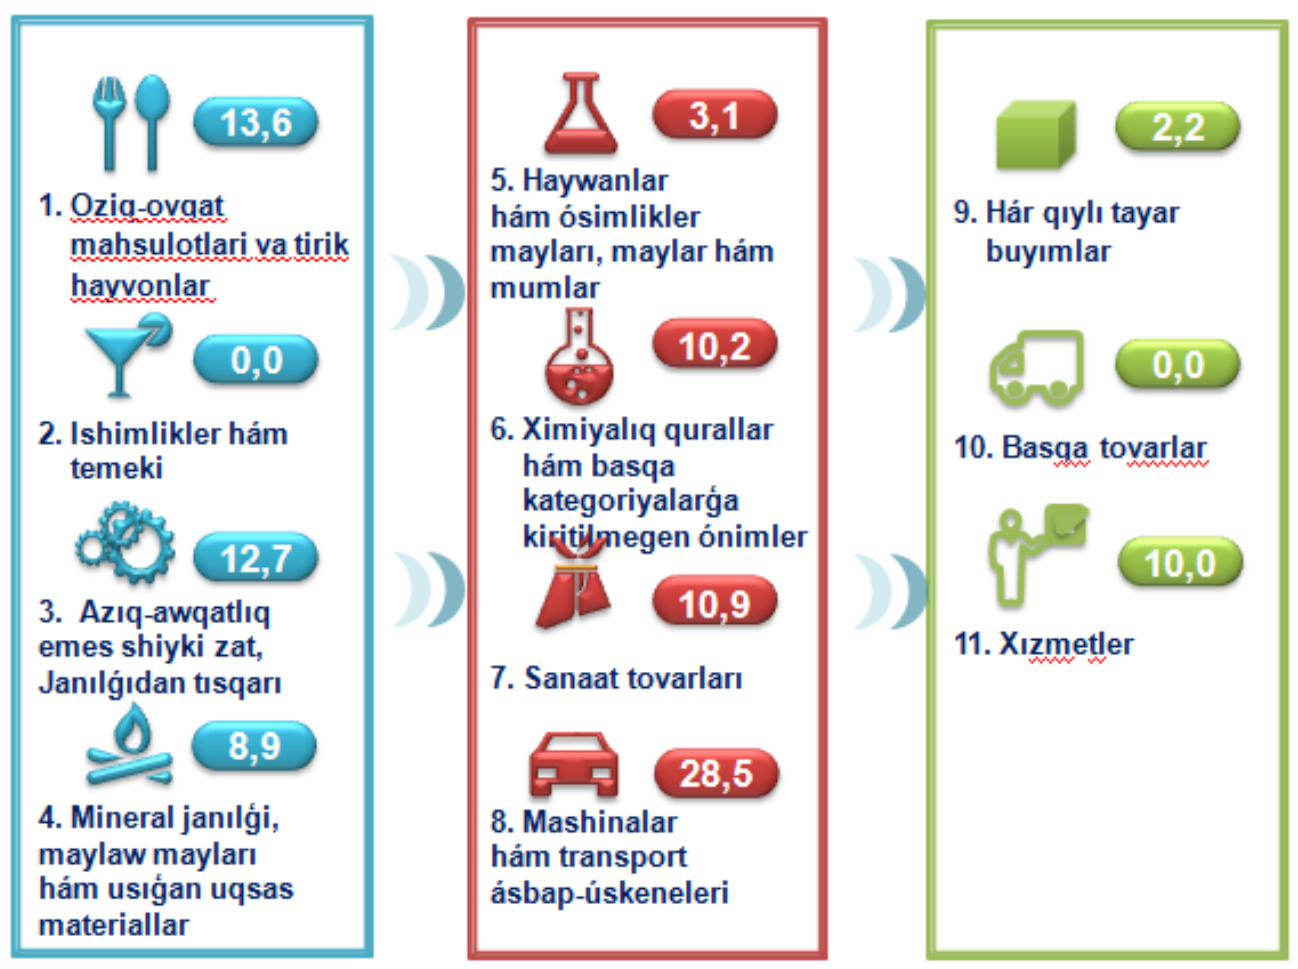 13,6
1. Oziq-ovqat
mahsulotlari va tirik
hayvonlar
0,0
2. Ishimlikler hám
temeki
12,7
3. Azıq-awqatlıq
emes shiyki zat,
Janılǵıdan tısqarı
8,9
4. Mineral janılǵi,
maylaw mayları
hám usıǵan uqsas
materiallar
3,1
5. Haywanlar
hám ósimlikler
mayları, maylar hám
mumlar
10,2
6. Ximiyalıq qurallar
hám basqa
kategoriyalarǵa
kiritilmegen ónimler
10,9
7. Sanaat tovarları
28,5
8. Mashinalar
hám transport
ásbap-úskeneleri
2,2
9. Hár qıylı tayar
buyımlar
0,0
10. Basqa tovarlar
10,0
11. Xızmetler